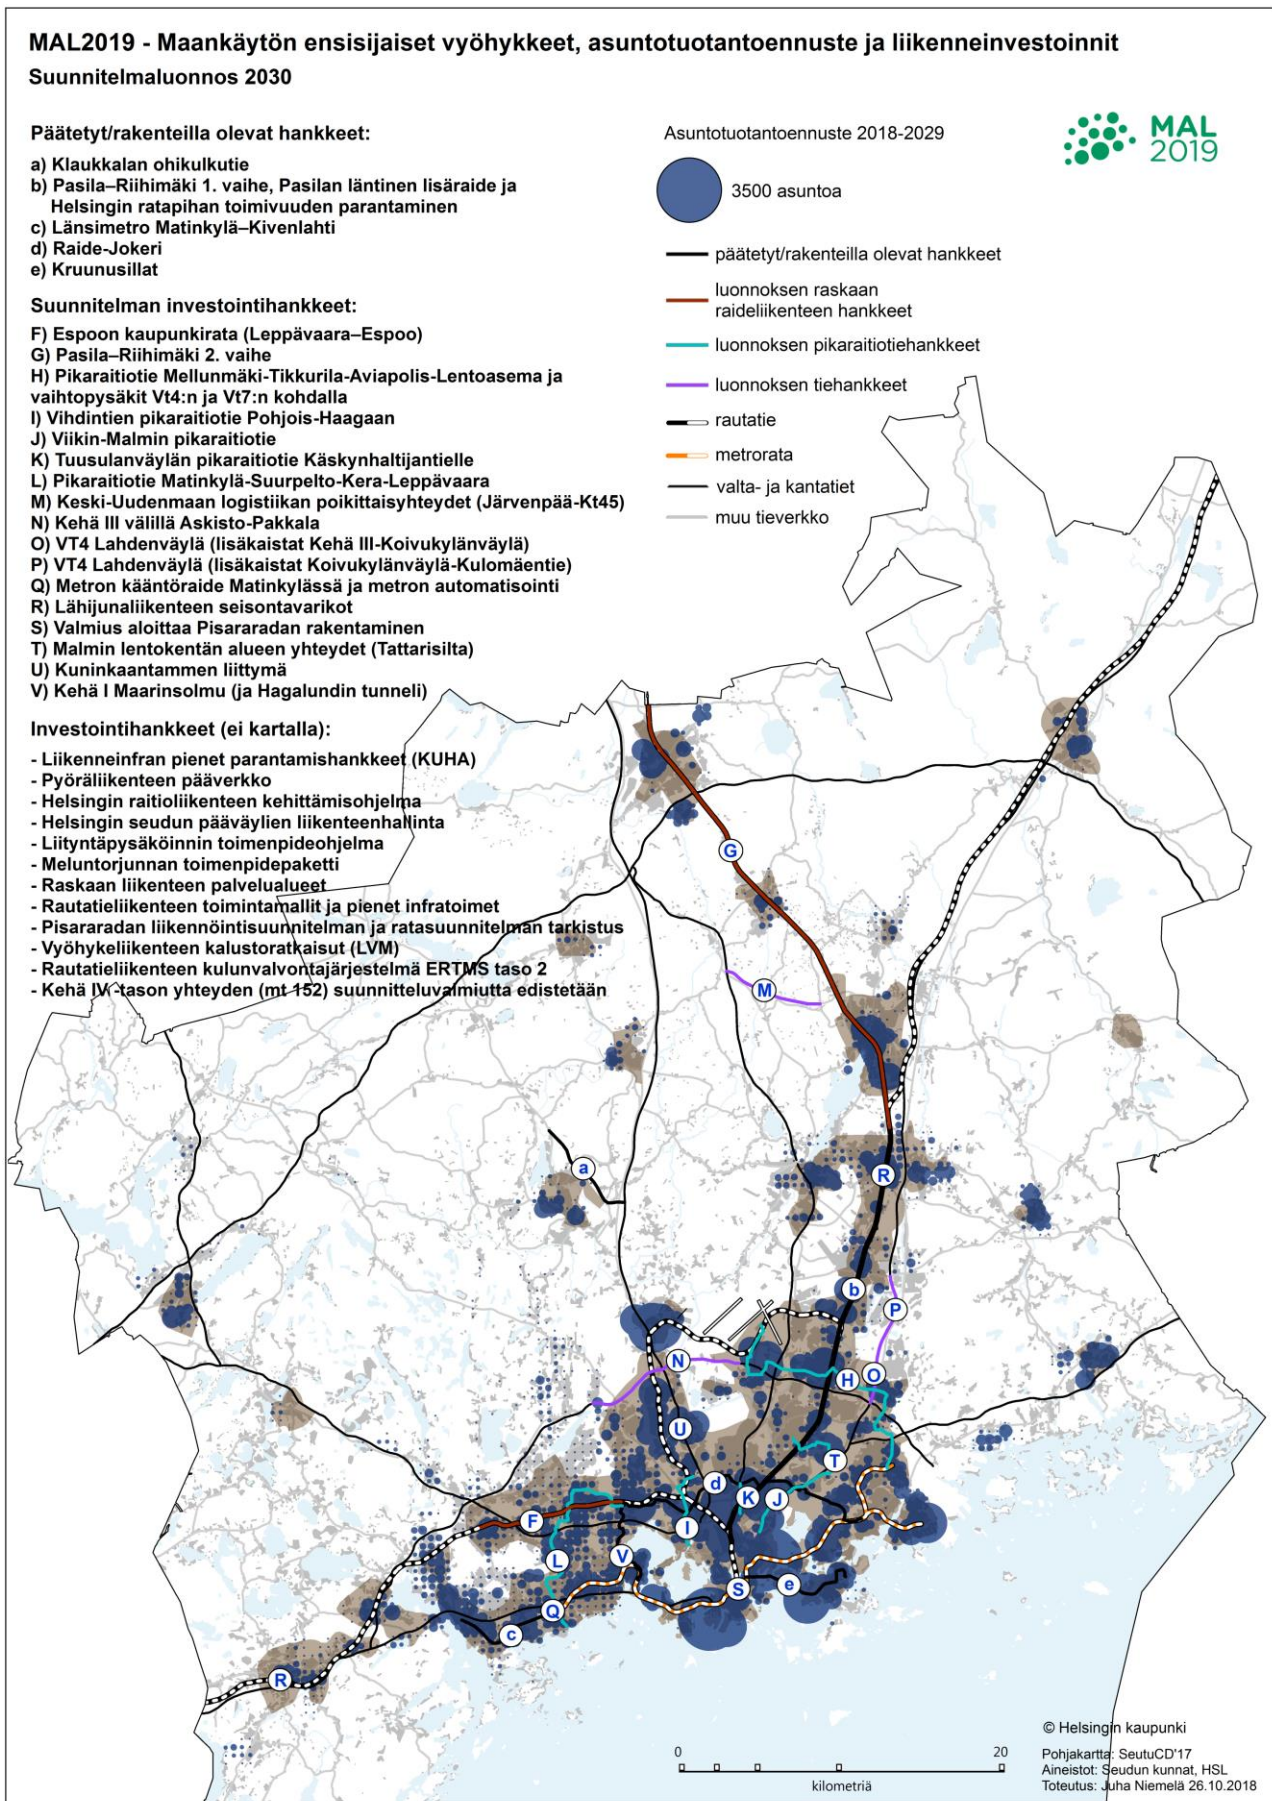 MAL2019 - Maankäytön ensisijaiset vyöhykkeet, asuntotuotantoennuste ja liikenneinvestoinnit
Suunnitelmaluonnos 2030
Päätetyt/rakenteilla olevat hankkeet:
a) Klaukkalan ohikulkutie
b) Pasila–Riihimäki 1. vaihe, Pasilan läntinen lisäraide ja
Helsingin ratapihan toimivuuden parantaminen
c) Länsimetro Matinkylä–Kivenlahti
d) Raide-Jokeri
e) Kruunusillat
Suunnitelman investointihankkeet:
F) Espoon kaupunkirata (Leppävaara–Espoo)
G) Pasila–Riihimäki 2. vaihe
H) Pikaraitiotie Mellunmäki-Tikkurila-Aviapolis-Lentoasema ja
vaihtopysäkit Vt4:n ja Vt7:n kohdalla
I) Vihdintien pikaraitiotie Pohjois-Haagaan
J) Viikin-Malmin pikaraitiotie
K) Tuusulanväylän pikaraitiotie Käskynhaltijantielle
L) Pikaraitiotie Matinkylä-Suurpelto-Kera-Leppävaara
M) Keski-Uudenmaan logistiikan poikittaisyhteydet (Järvenpää-Kt45)
N) Kehä III välillä Askisto-Pakkala
O) VT4 Lahdenväylä (lisäkaistat Kehä III-Koivukylänväylä)
P) VT4 Lahdenväylä (lisäkaistat Koivukylänväylä-Kulomäentie)
Q) Metron kääntöraide Matinkylässä ja metron automatisointi
R) Lähijunaliikenteen seisontavarikot
S) Valmius aloittaa Pisararadan rakentaminen
T) Malmin lentokentän alueen yhteydet (Tattarisilta)
U) Kuninkaantammen liittymä
V) Kehä I Maarinsolmu (ja Hagalundin tunneli)
Investointihankkeet (ei kartalla):
- Liikenneinfran pienet parantamishankkeet (KUHA)
- Pyöräliikenteen pääverkko
- Helsingin raitioliikenteen kehittämisohjelma
- Helsingin seudun pääväylien liikenteenhallinta
- Liityntäpysäköinnin toimenpideohjelma
- Meluntorjunnan toimenpidepaketti
- Raskaan liikenteen palvelualueet
- Rautatieliikenteen toimintamallit ja pienet infratoimet
- Pisararadan liikennöintisuunnitelman ja ratasuunnitelman tarkistus
- Vyöhykeliikenteen kalustoratkaisut (LVM)
- Rautatieliikenteen kulunvalvontajärjestelmä ERTMS taso 2
- Kehä IV -tason yhteyden (mt 152) suunnitteluvalmiutta edistetään
Asuntotuotantoennuste 2018-2029
3500 asuntoa
päätetyt/rakenteilla olevat hankkeet
luonnoksen raskaan
raideliikenteen hankkeet
luonnoksen pikaraitiotiehankkeet
luonnoksen tiehankkeet
rautatie
metrorata
valta- ja kantatiet
muu tieverkko
MAL
2019
G
M
a
R
b
P
N
H
O
U
T
d
K
J
F
I
V
L
S
e
Q
c
R
0
20
kilometriä
© Helsingin kaupunki
Pohjakartta: SeutuCD'17
Aineistot: Seudun kunnat, HSL
Toteutus: Juha Niemelä 26.10.2018